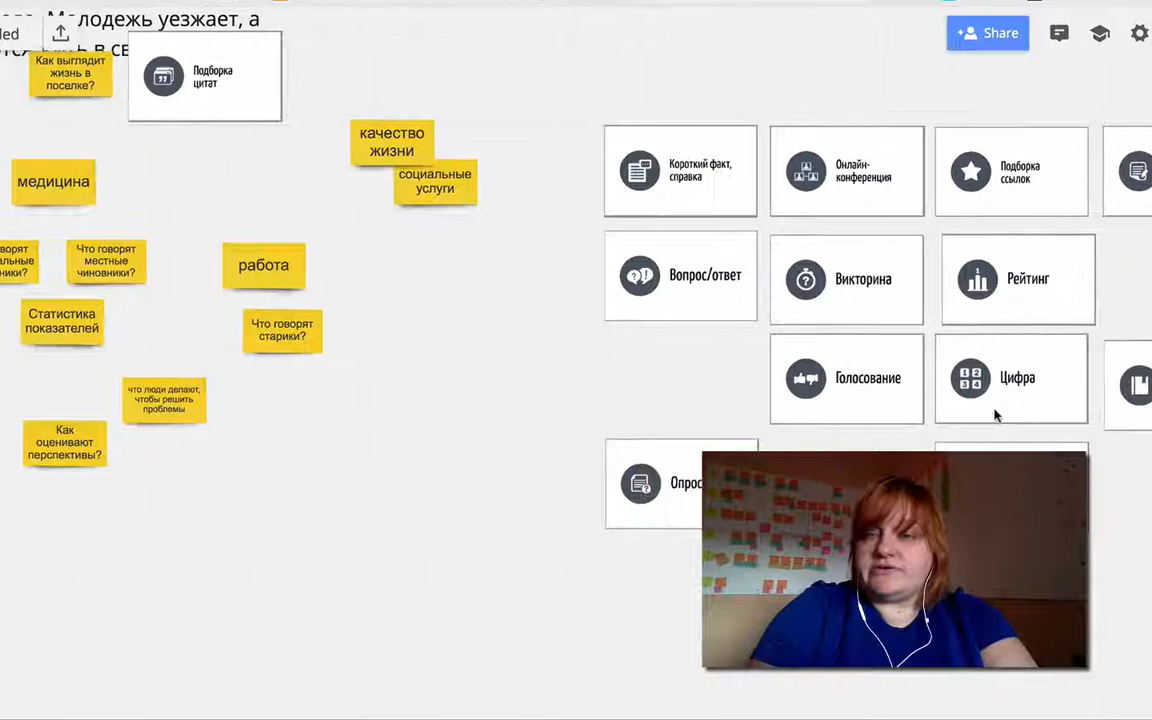 Молодежь уезжает, а
ded
в св
Share
Как выглядит
жизнь в
поселке?
Подборка
цитат
качество
жизни
социальные
услуги
медицина
Что говорят
местные
чиновники?
работа
Статистика
показателей
Что говорят
старики?
что люди делают,
чтобы решить
проблемы
Как
оценивают
перспективы?
Короткий факт,
справка
Онлайн-
конференция
Подборка
ссылок
Вопрос/ответ
Викторина
Рейтинг
Голосование
Цифра
Опрос